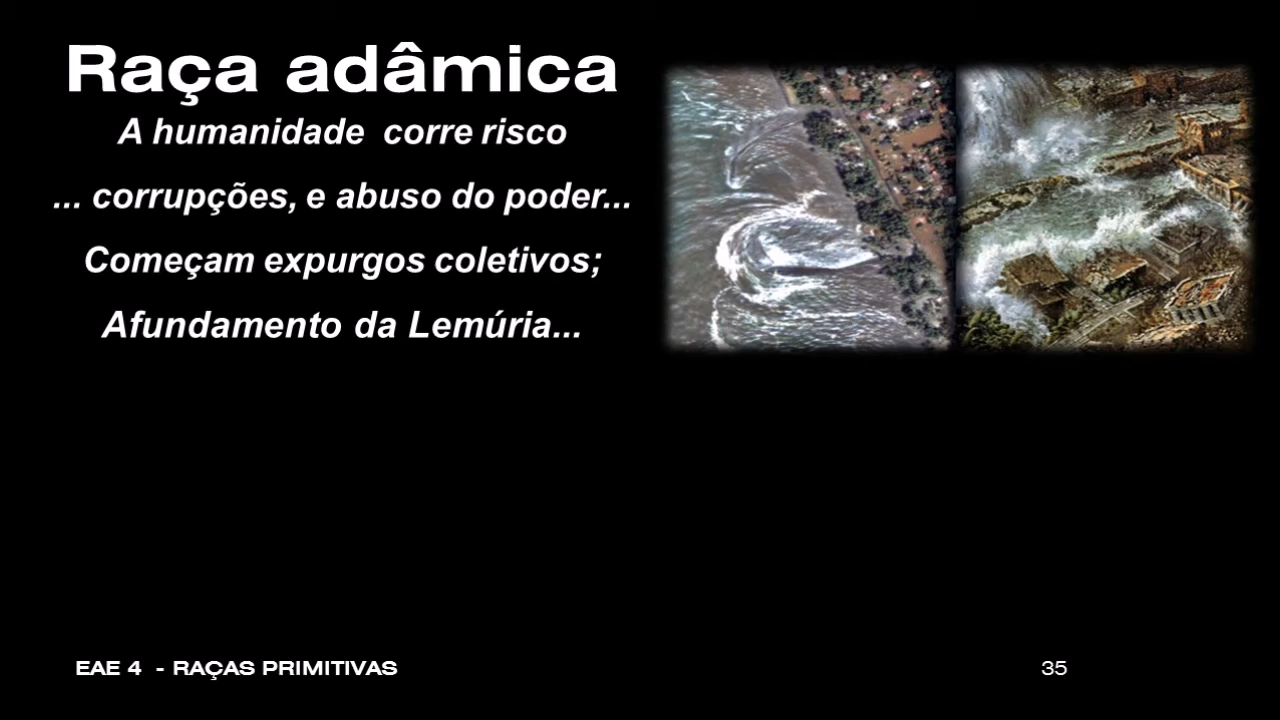 Raça adâmica
A humanidade  corre risco
... corrupções, e abuso do poder...
Começam expurgos coletivos;
Afundamento da Lemúria...
EAE 4  - RAÇAS PRIMITIVAS
35